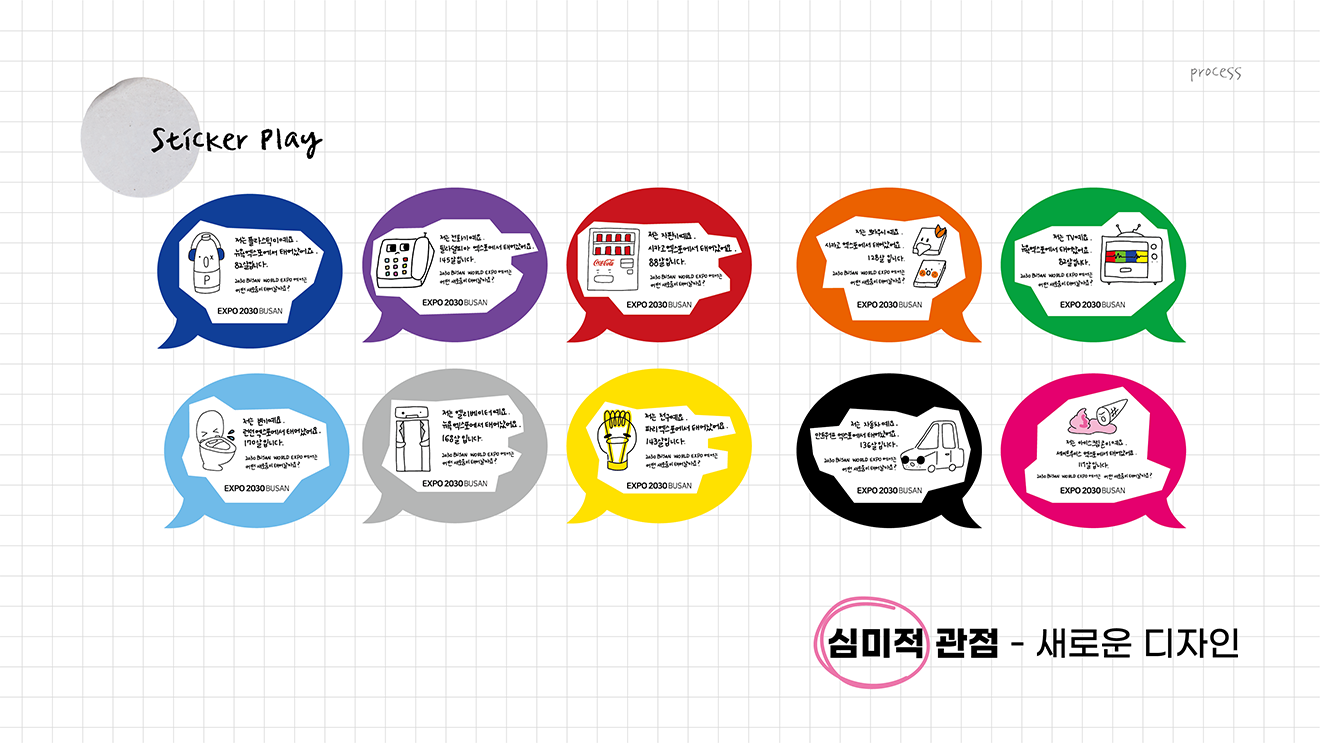 process
Sticker Play
저는 플라스틱이예요.
뉴욕엑스포에서 태어났어요.
82살입니다.
2030 BUSAN WORLD EXPO 에서는
어떤 새로움이 태어날까요?
EXPO 2030 BUSAN
저는 전화기예요.
필라델피아 엑스포에서 태어났어요.
145살입니다.
2030 BUSAN WORLD EXPO 에서는
어떤 새로움이 태어날까요?
EXPO 2030 BUSAN
저는 자판기예요.
시카고엑스포에서 태어났어요.
88살입니다.
2030 BUSAN WORLD EXPO 에서는
어떤 새로움이 태어날까요?
Coca-Cola
EXPO 2030 BUSAN
저는 포장식예요.
시카고 엑스포에서 태어났어요.
128살 입니다.
2030 BUSAN WORLD EXPO 에서는
어떤 새로움이 태어날까요?
EXPO 2030 BUSAN
저는 TV예요.
뉴욕엑스포에서 태어났어요.
82살입니다.
2030 BUSAN WORLD EXPO 에서는
어떤 새로움이 태어날까요?
EXPO 2030 BUSAN
저는 변기예요.
런던엑스포에서 태어났어요.
170살입니다.
2030 BUSAN WORLD EXPO 에서는
어떤 새로움이 태어날까요?
EXPO 2030 BUSAN
저는 엘리베이터예요.
뉴욕 엑스포에서 태어났어요.
168살 입니다.
2030 BUSAN WORLD EXPO 에서는
어떤 새로움이 태어날까요?
EXPO 2030 BUSAN
저는 전구예요.
파리엑스포에서 태어났어요.
143살입니다.
2030 BUSAN WORLD EXPO 에서는
어떤 새로움이 태어날까요?
EXPO 2030 BUSAN
저는 자동차예요.
안트워프 엑스포에서 태어났어요.
136살입니다.
2030 BUSAN WORLD EXPO 에서는
어떤 새로움이 태어날까요?
EXPO 2030 BUSAN
저는 아이스크림콘이예요.
세인트루이스 엑스포에서 태어났어요.
117살입니다.
2030 BUSAN WORLD EXPO 에서는 어떤 새로움이 태어날까요?
EXPO 2030 BUSAN
심미적 관점 - 새로운 디자인